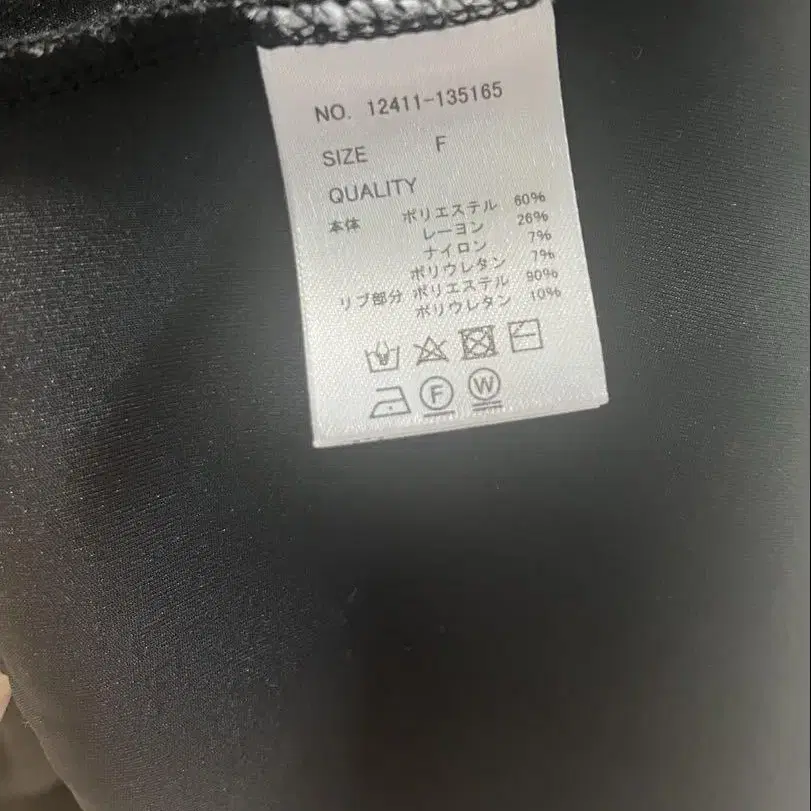 NO. 12411-135165
SIZE F
QUALITY
本体 ポリエステル 60%
レーヨン 26%
ナイロン 7%
ポリウレタン 7%
リブ部分 ポリエステル 90%
ポリウレタン 10%
F W